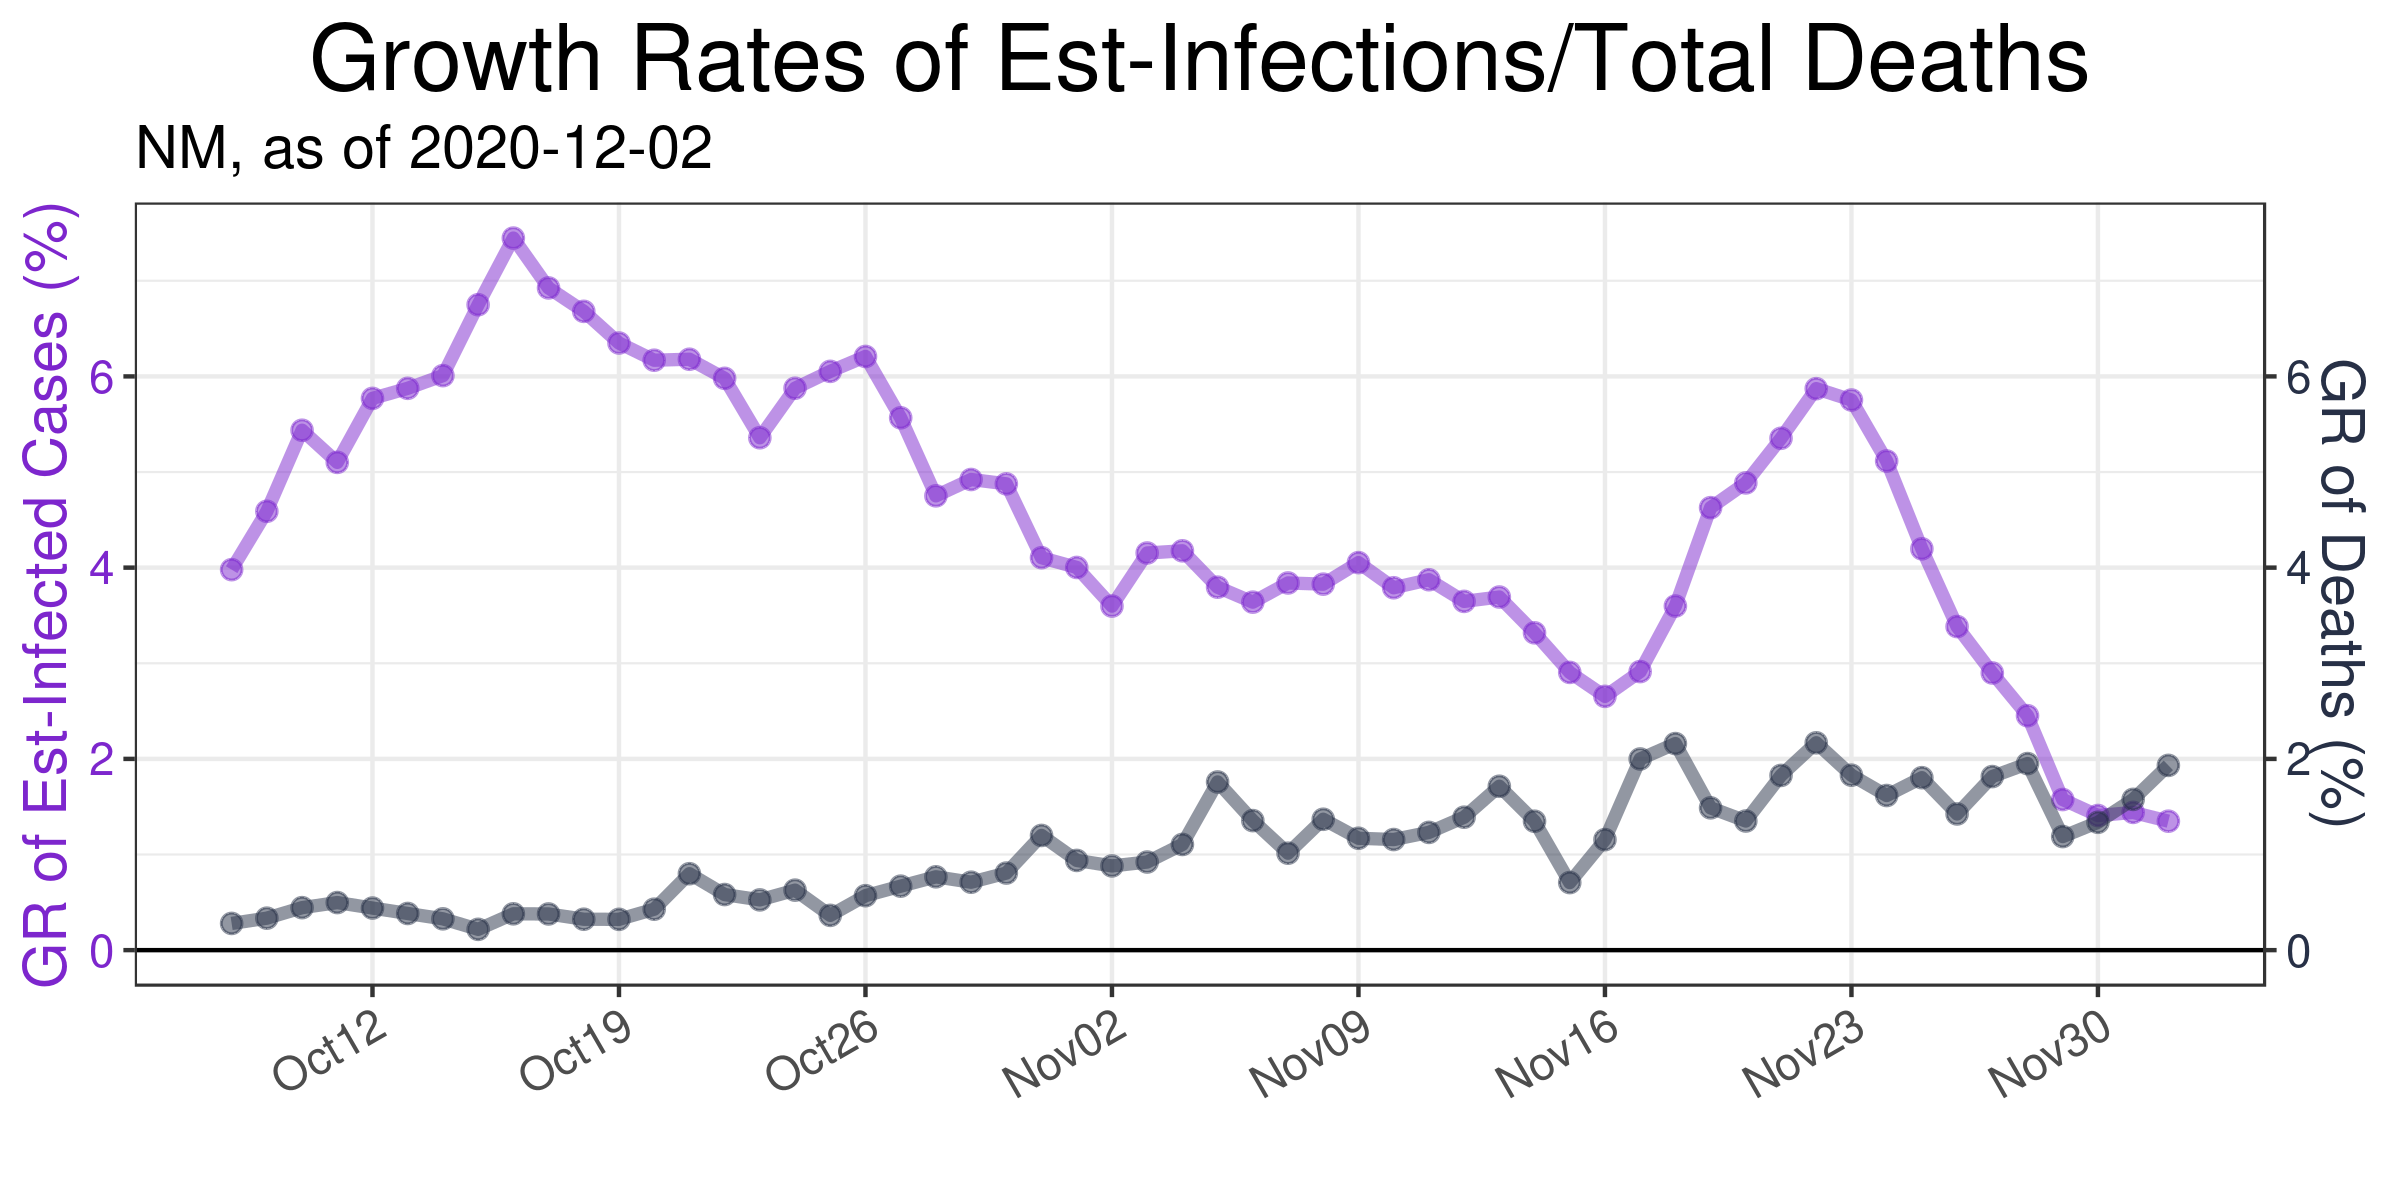 Growth Rates of Est-Infections/Total Deaths
NM, as of 2020-12-02
GR of Est-Infected Cases (%)
6
4
2
0
6
4
2
0
GR of Deaths (%)
Oct12
Oct19
Oct26
Nov02
Nov09
Nov16
Nov23
Nov30